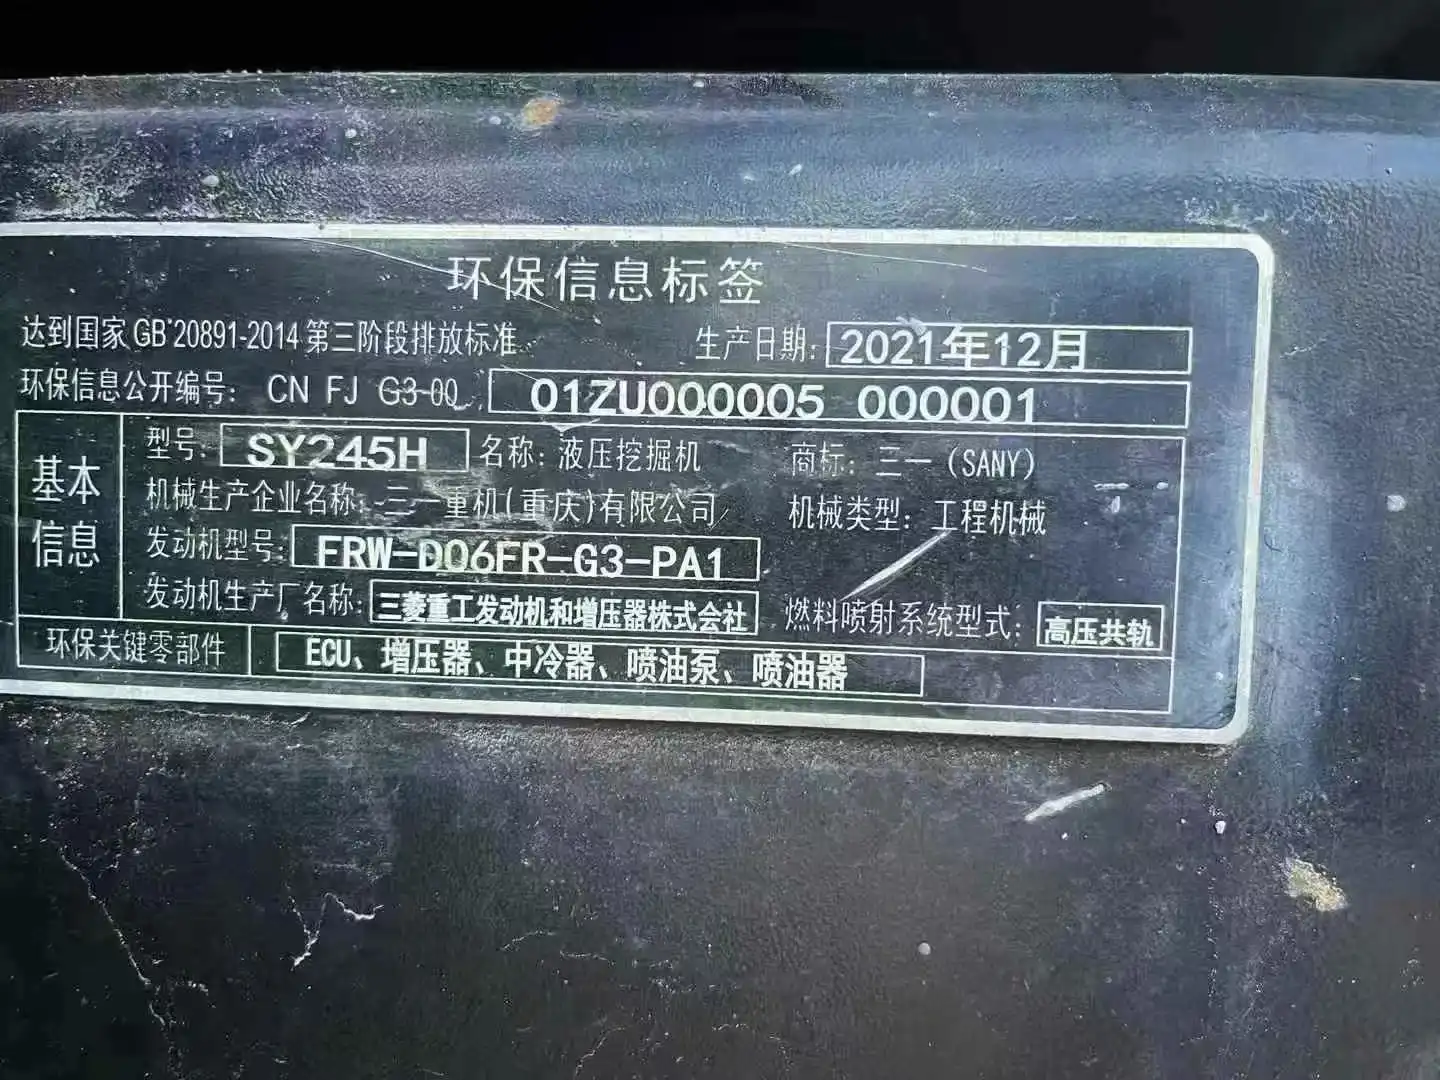 环保信息标签
达到国家GB 20891-2014第三阶段排放标准 生产日期: 2021年12月
环保信息公开编号: CN FJ G3-00 01ZU000005 000001
基本信息
型号: SY245H 名称: 液压挖掘机 商标: 三一 (SANY)
机械生产企业名称: 三一重机(重庆)有限公司 机械类型: 工程机械
发动机型号: FRW-D06FR-G3-PA1
发动机生产厂名称: 三菱重工发动机和增压器株式会社 燃料喷射系统型式: 高压共轨
环保关键零部件 ECU、增压器、中冷器、喷油泵、喷油器